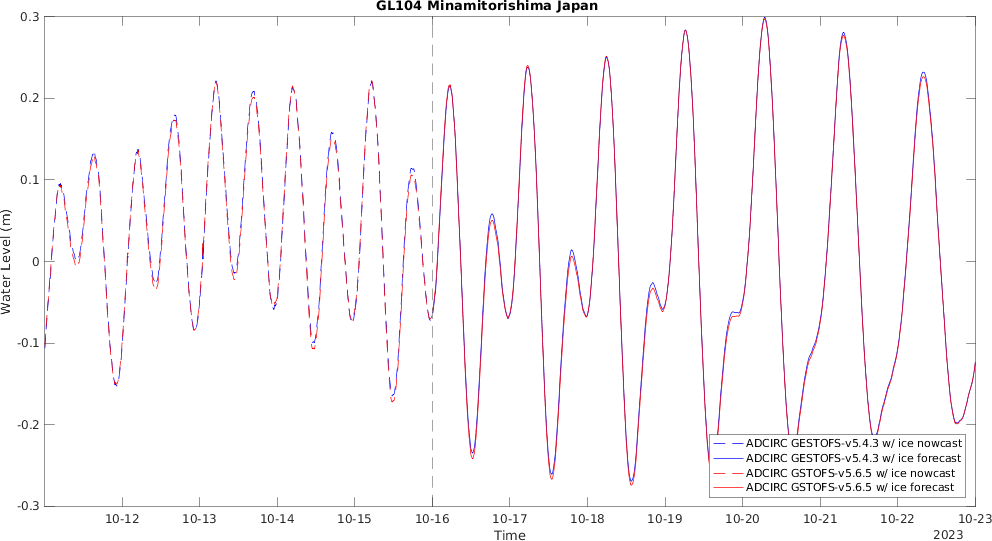 GL104 Minamitorishima Japan
Water Level (m)
0.3
0.2
0.1
0
-0.1
-0.2
-0.3
ADCIRC GESTOFS-v5.4.3 w/ ice nowcast
ADCIRC GESTOFS-v5.4.3 w/ ice forecast
ADCIRC GSTOFS-v5.6.5 w/ ice nowcast
ADCIRC GSTOFS-v5.6.5 w/ ice forecast
10-12 10-13 10-14 10-15 10-16 10-17 10-18 10-19 10-20 10-21 10-22 10-23
Time
2023